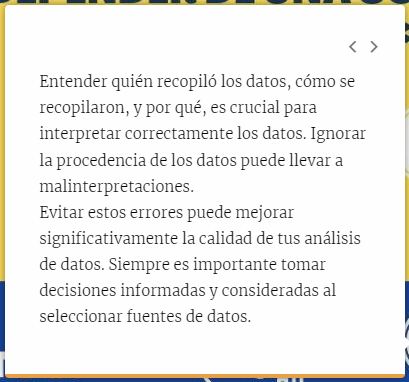 Entender quién recopiló los datos, cómo se
recopilaron, y por qué, es crucial para
interpretar correctamente los datos. Ignorar
la procedencia de los datos puede llevar a
malinterpretaciones.
Evitar estos errores puede mejorar
significativamente la calidad de tus análisis
de datos. Siempre es importante tomar
decisiones informadas y consideradas al
seleccionar fuentes de datos.